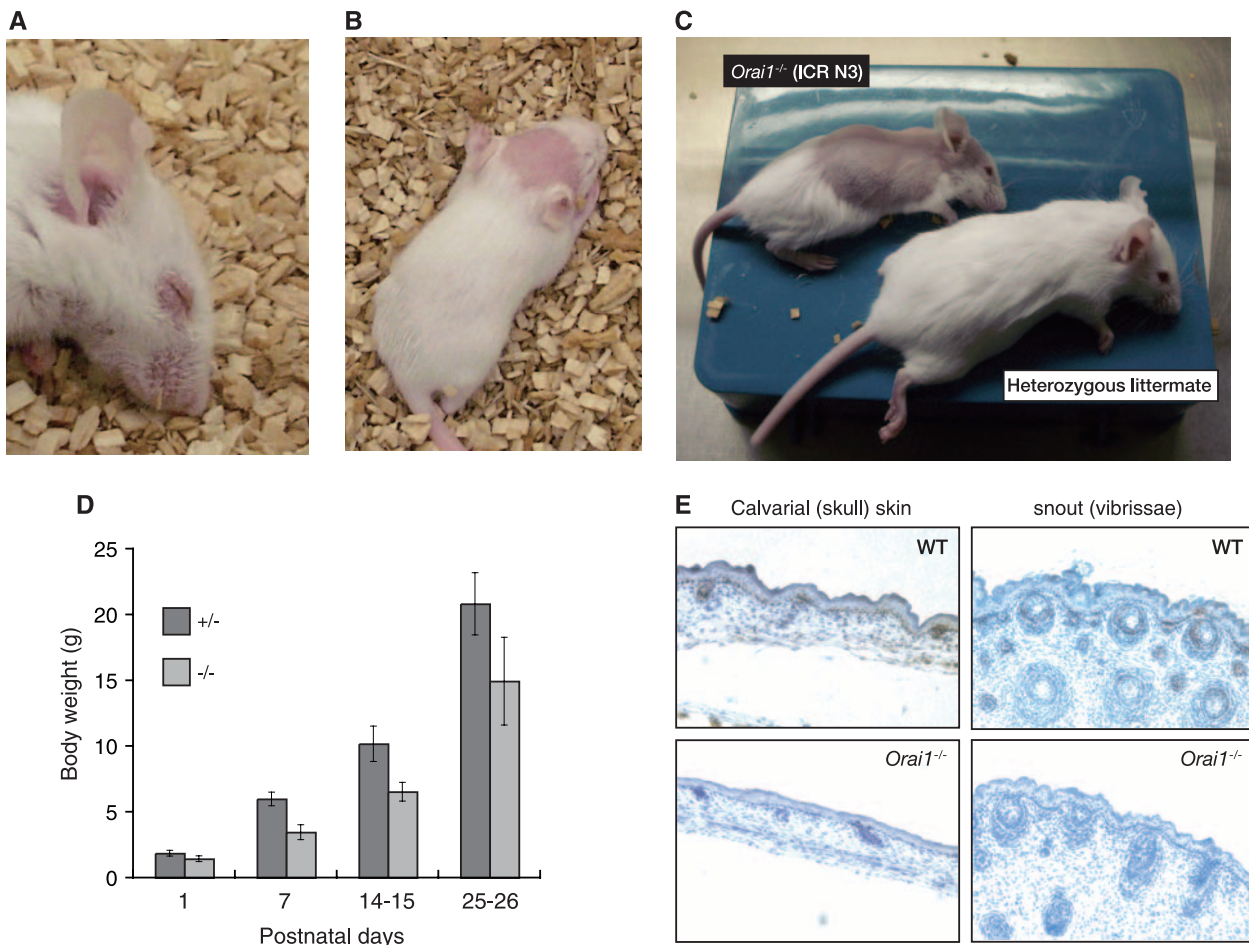 A
B
C
Orai1-/- (ICR N3)
Heterozygous littermate
D
Body weight (g)
25
20
15
10
5
0
+/-
-/-
1
7
14-15
25-26
Postnatal days
E
Calvarial (skull) skin
snout (vibrissae)
WT
WT
Orai1-/-
Orai1-/-